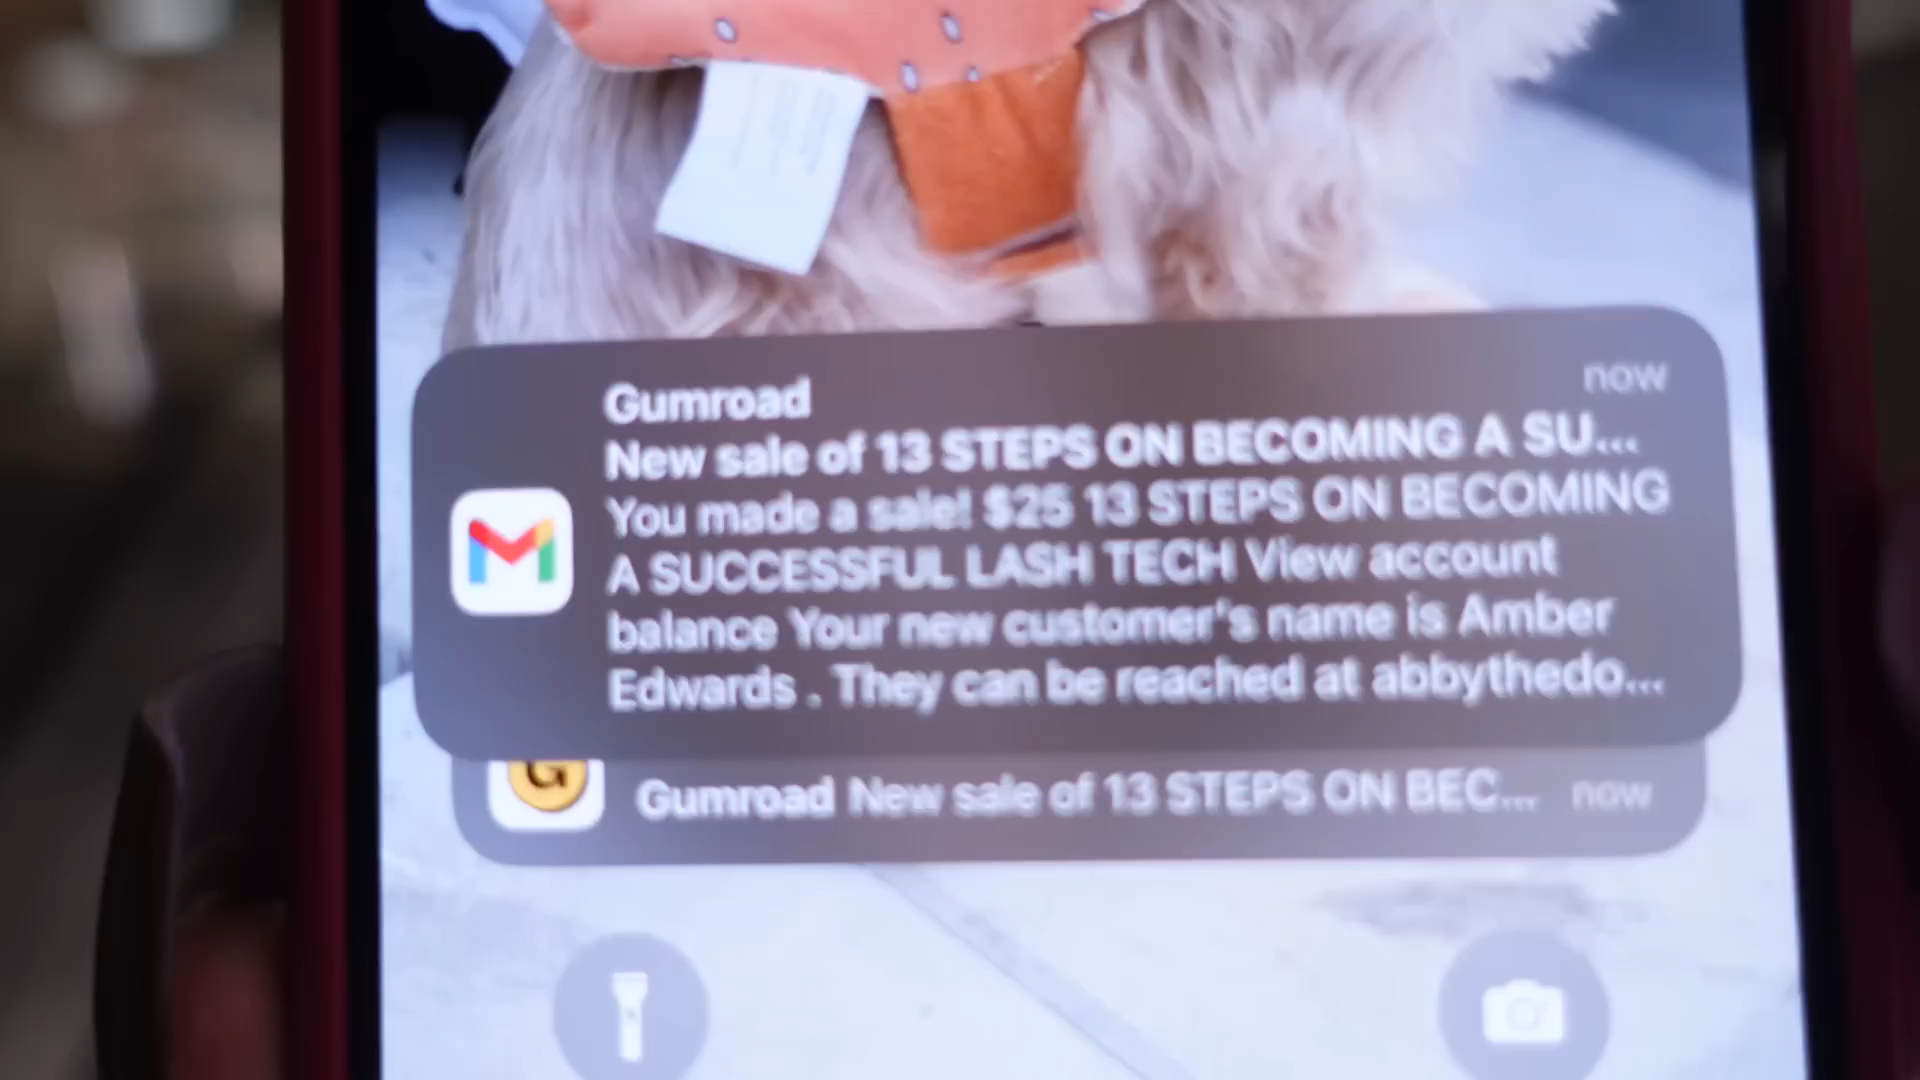 Gumroad
now
New sale of 13 STEPS ON BECOMING A SU...
You made a sale! $25 13 STEPS ON BECOMING
A SUCCESSFUL LASH TECH View account
balance Your new customer's name is Amber
Edwards . They can be reached at abbythedo...
G
Gumroad New sale of 13 STEPS ON BEC... now